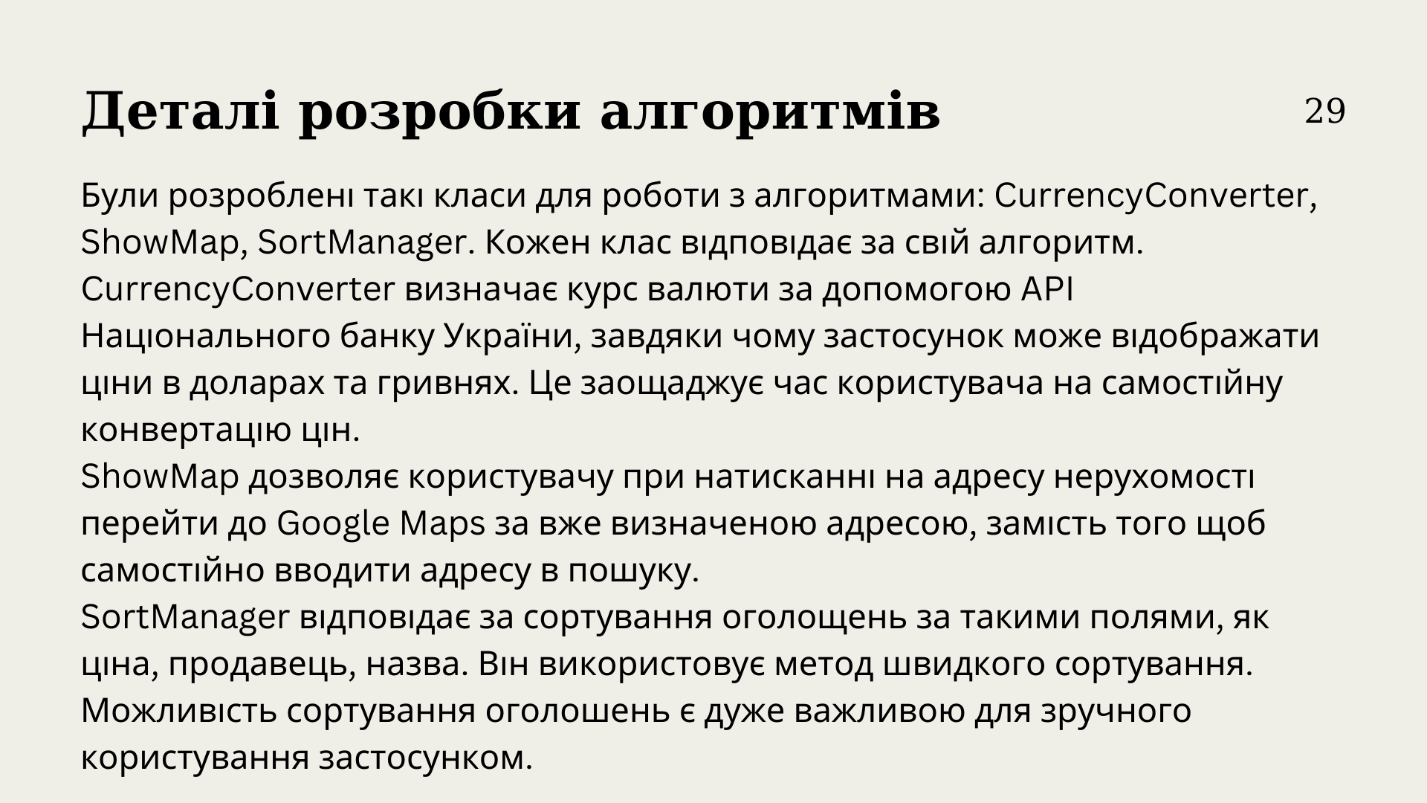 Деталі розробки алгоритмів
29
Були розроблені такі класи для роботи з алгоритмами: CurrencyConverter,
ShowMap, SortManager. Кожен клас відповідає за свій алгоритм.
CurrencyConverter визначає курс валюти за допомогою API
Національного банку України, завдяки чому застосунок може відображати
ціни в доларах та гривнях. Це заощаджує час користувача на самостійну
конвертацію цін.
ShowMap дозволяє користувачу при натисканні на адресу нерухомості
перейти до Google Maps за вже визначеною адресою, замість того щоб
самостійно вводити адресу в пошуку.
SortManager відповідає за сортування оголощень за такими полями, як
ціна, продавець, назва. Він використовує метод швидкого сортування.
Можливість сортування оголошень є дуже важливою для зручного
користування застосунком.